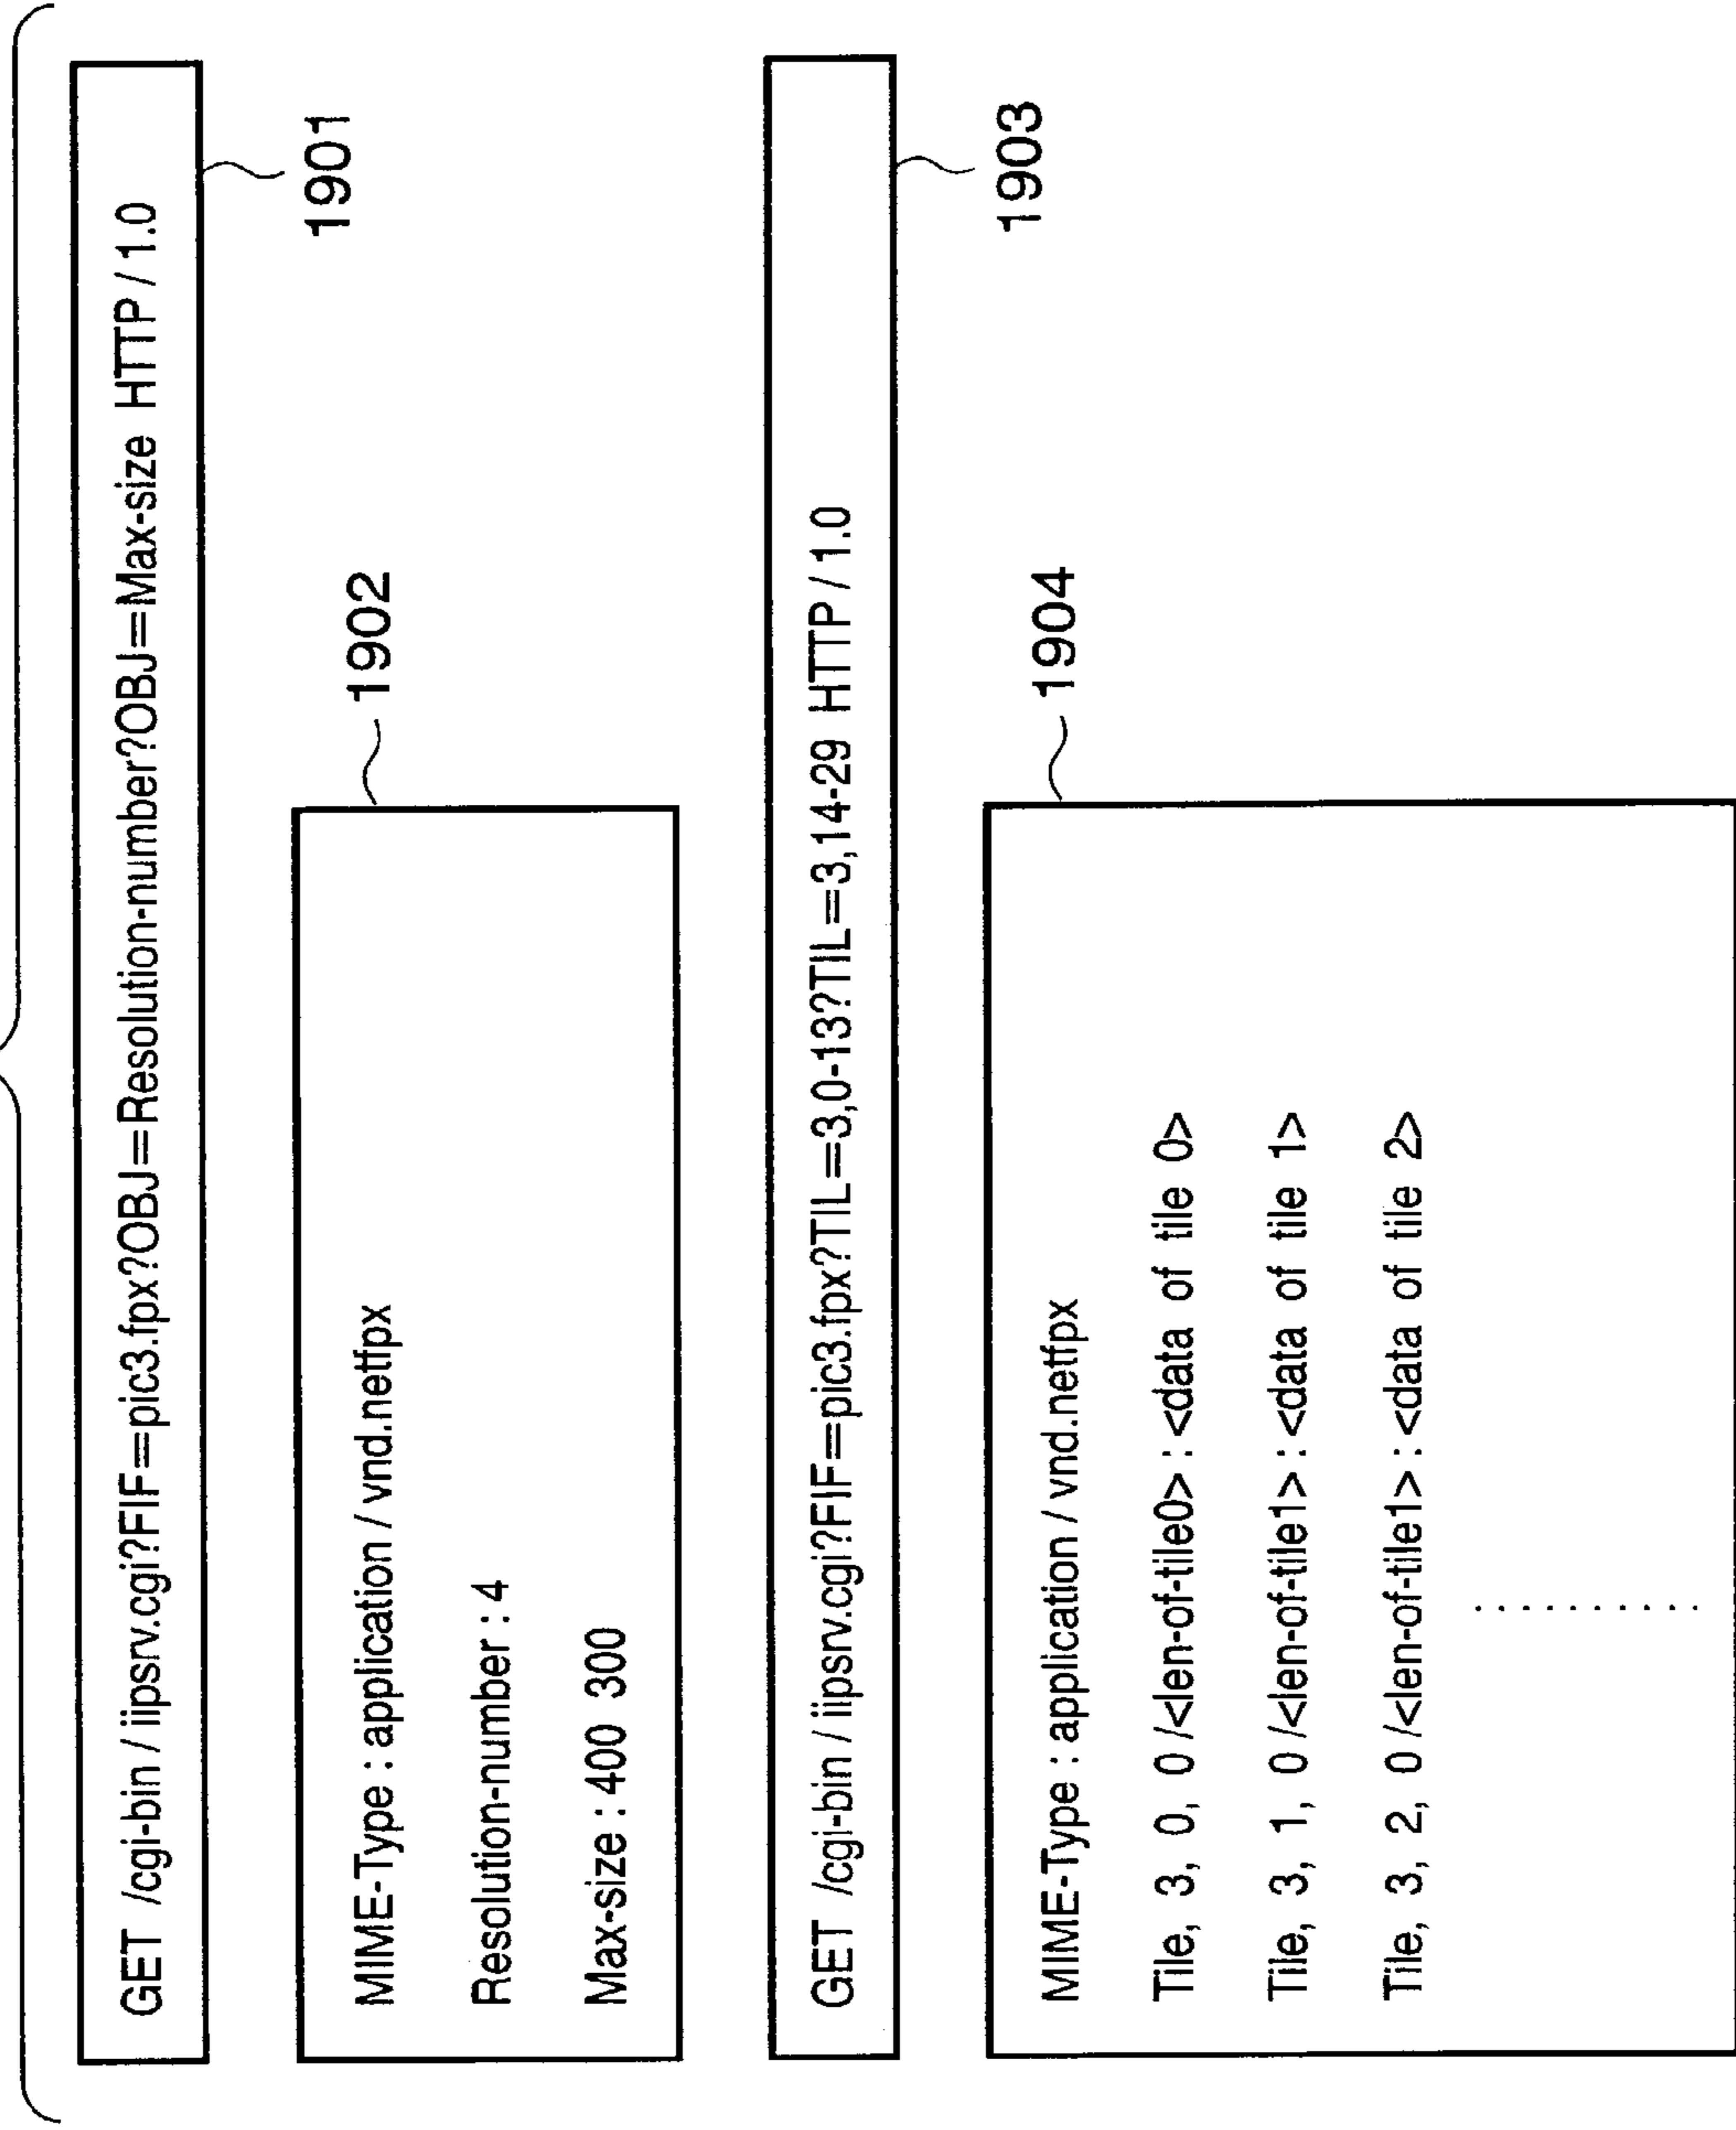 GET /cgi-bin / iipsrv.cgi?FIF=pic3.fpx?OBJ=Resolution-number?OBJ=Max-size HTTP / 1.0
1901
1902
MIME-Type : application / vnd.netfpx
Resolution-number : 4
Max-size : 400 300
GET /cgi-bin / iipsrv.cgi?FIF=pic3.fpx?TIL=3,0-13?TIL=3,14-29 HTTP / 1.0
1903
1904
MIME-Type : application / vnd.netfpx
Tile, 3, 0, 0 /<len-of-tile0> : <data of tile 0>
Tile, 3, 1, 0 /<len-of-tile1> : <data of tile 1>
Tile, 3, 2, 0 /<len-of-tile1> : <data of tile 2>
. . . . . . . . . .